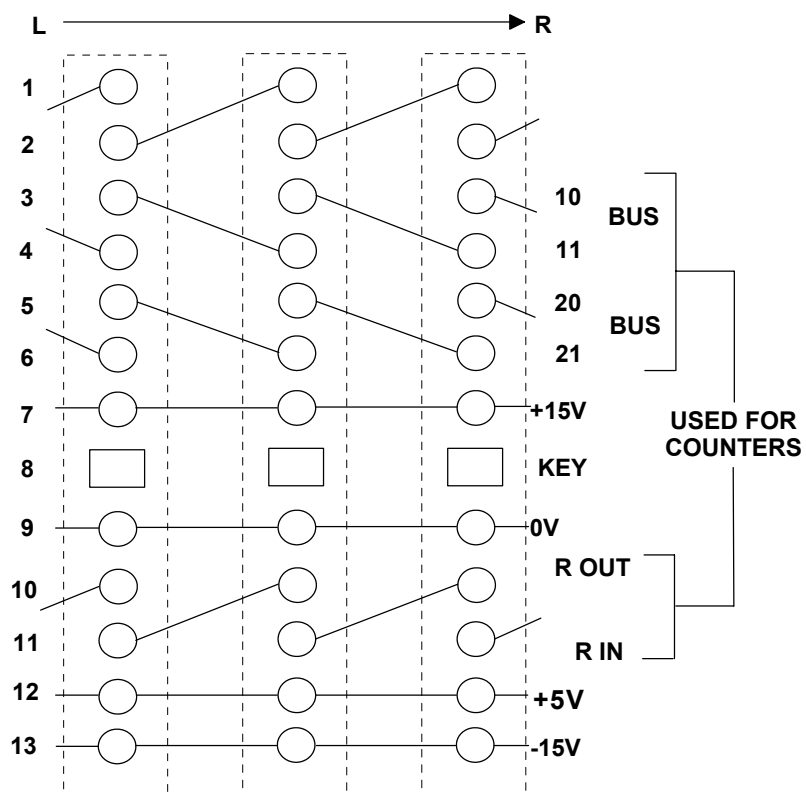 L R
1
2
3 10
BUS
4 11
5 20
BUS
6 21
7 +15V
USED FOR
COUNTERS
8 KEY
9 0V
R OUT
10
11 R IN
12 +5V
13 -15V